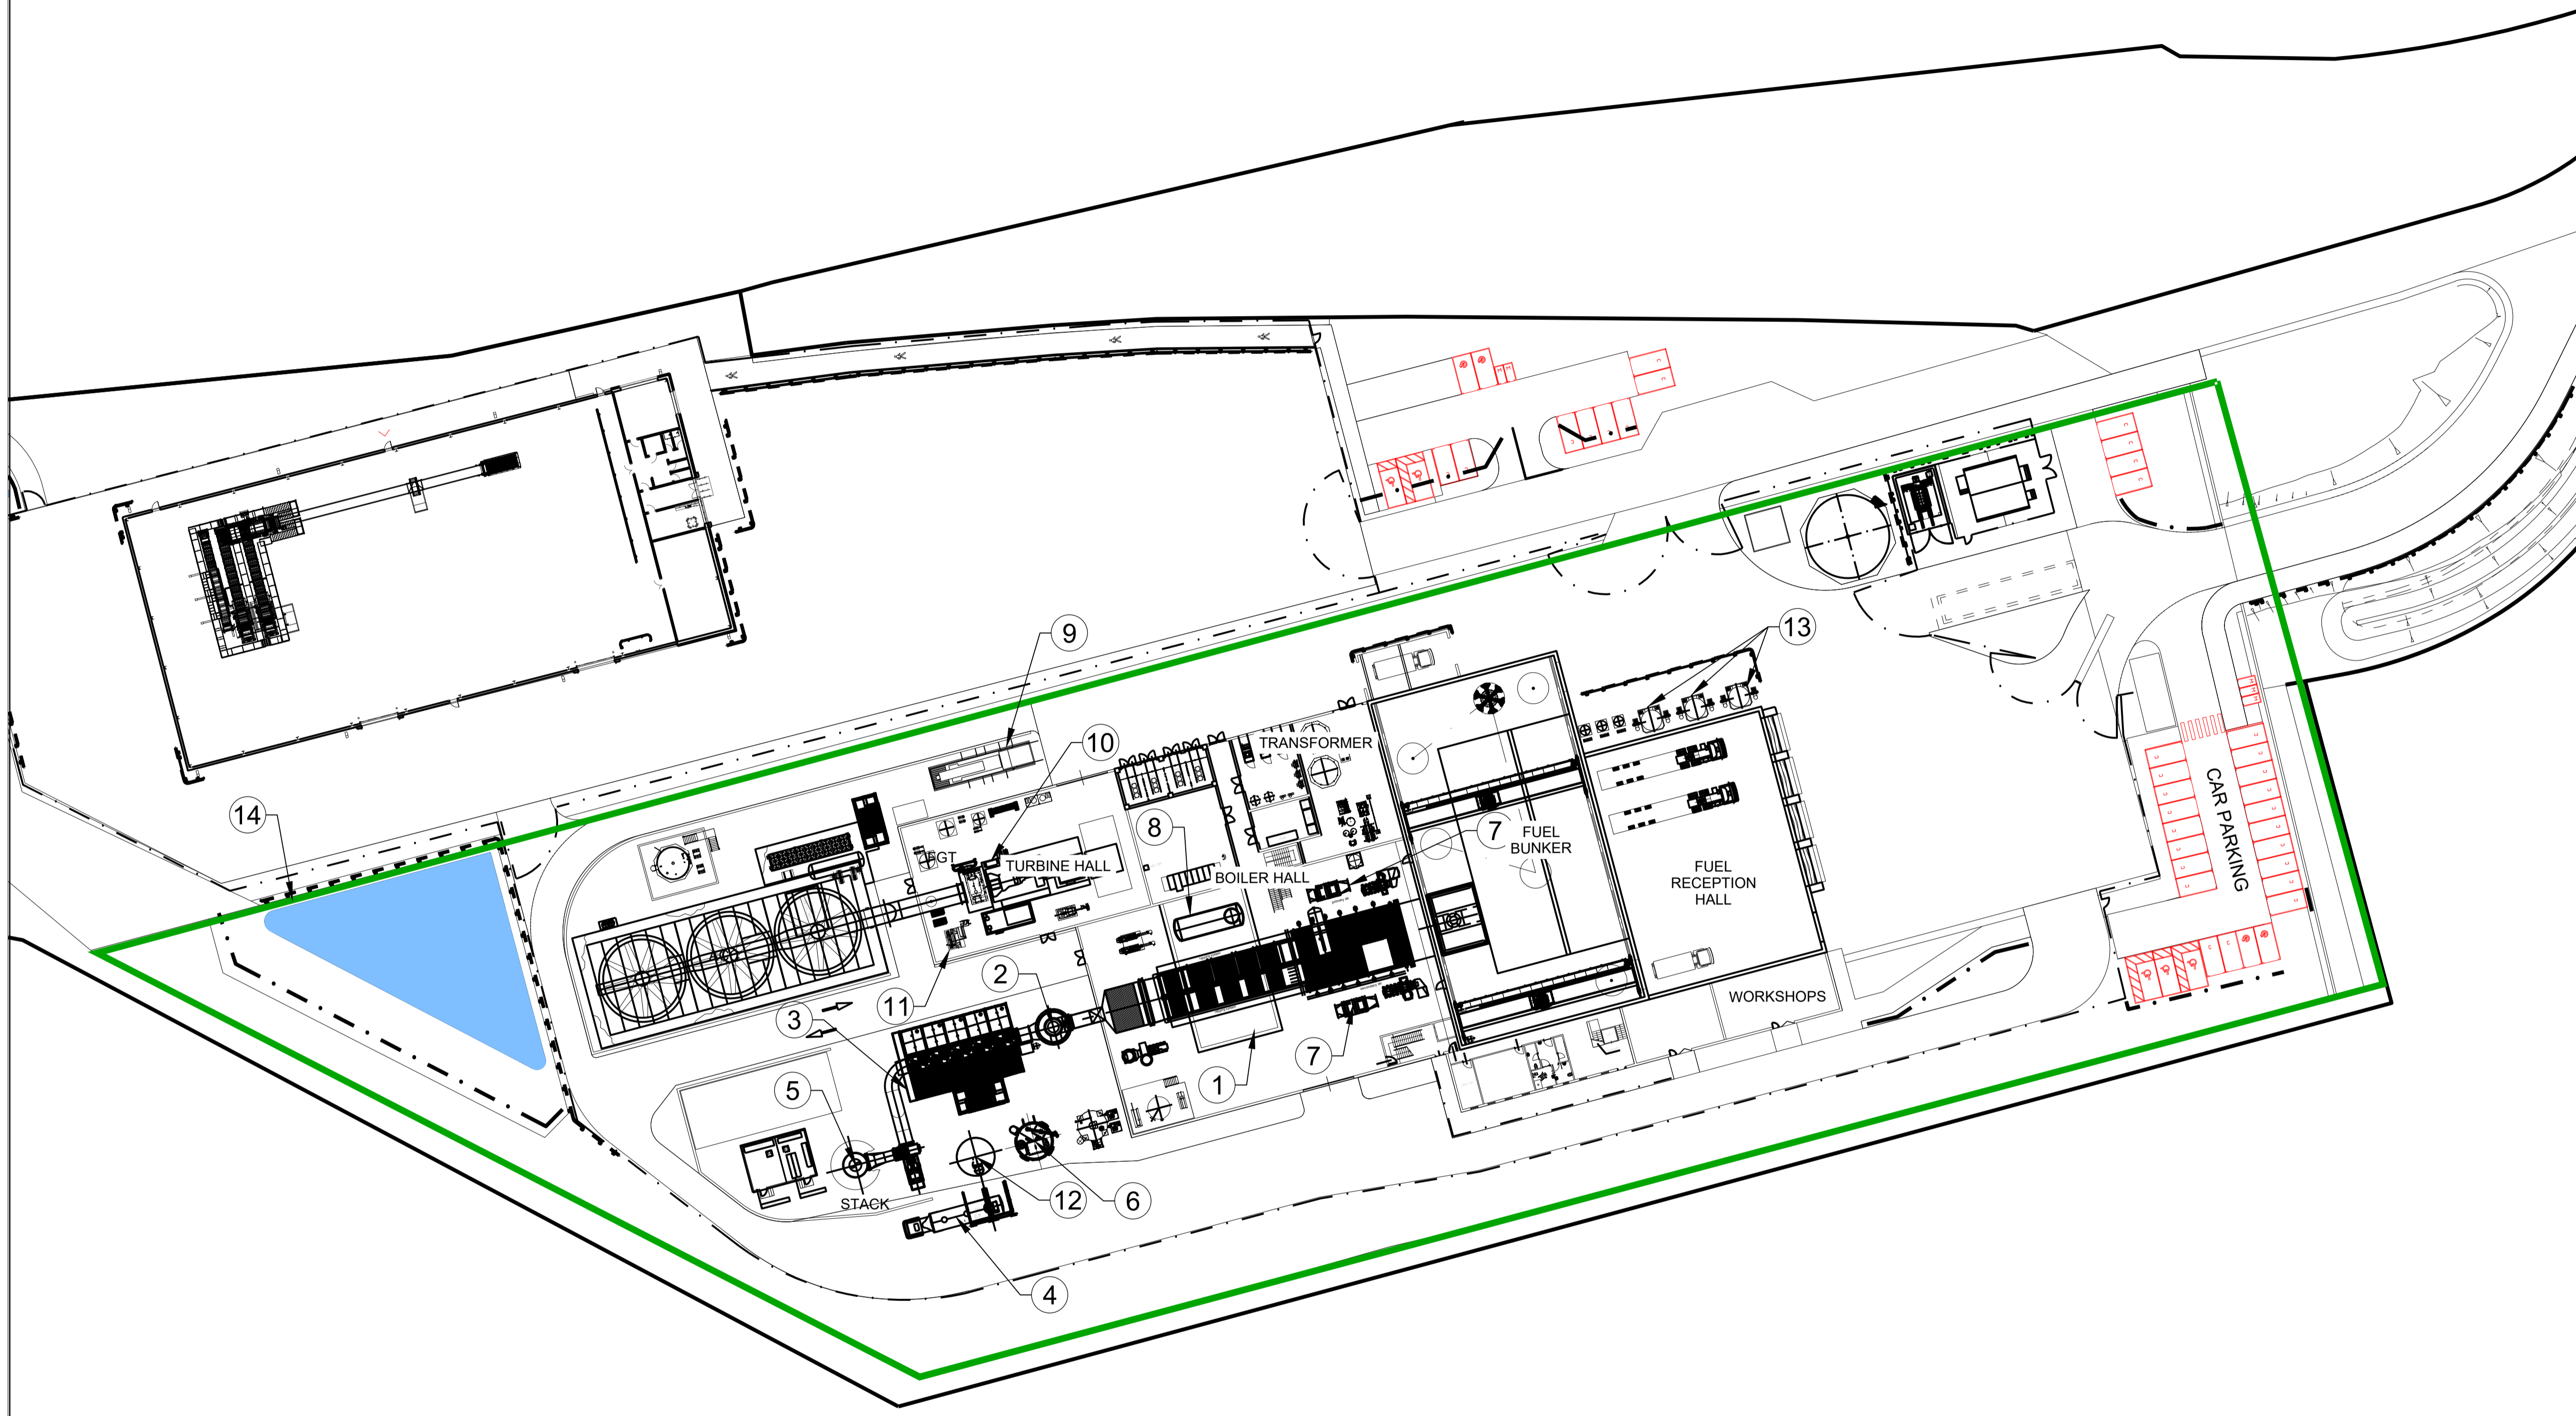 9
13
10
TRANSFORMER
14
8
7
FUEL
BUNKER
FGT
TURBINE HALL
BOILER HALL
FUEL
RECEPTION
HALL
CAR PARKING
2
11
3
WORKSHOPS
7
1
5
12
6
STACK
4